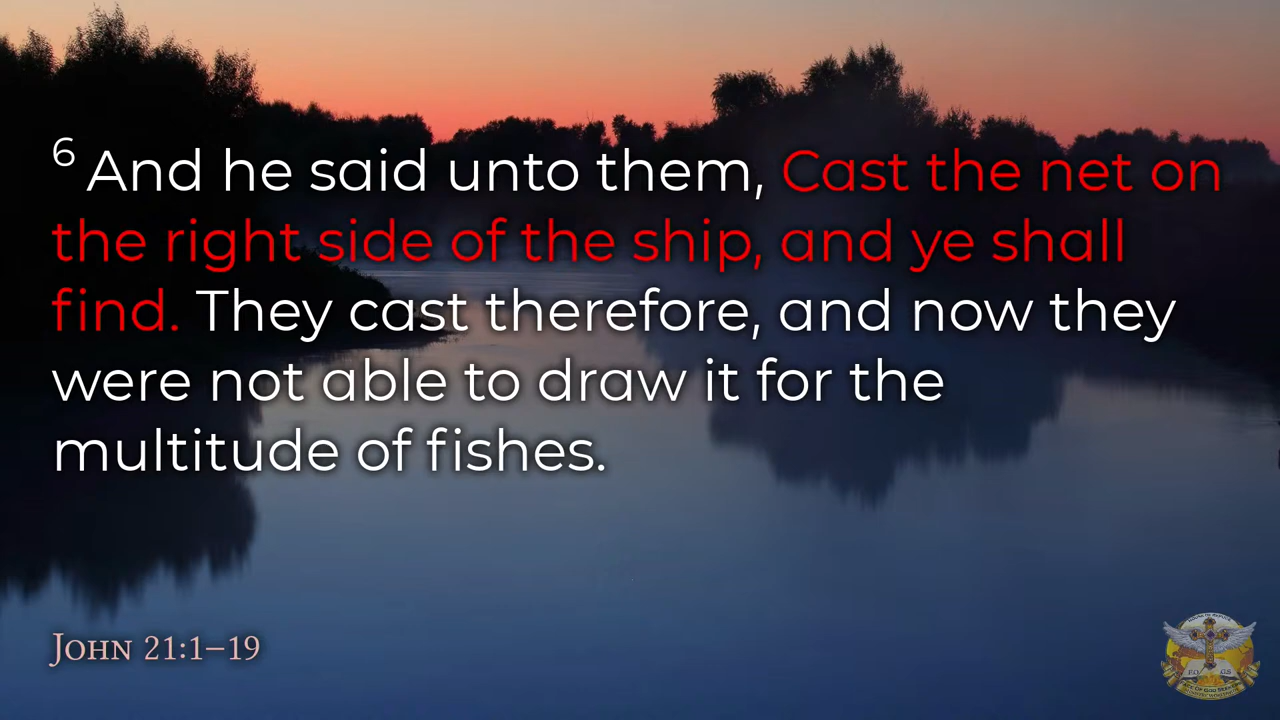 6 And he said unto them, Cast the net on
the right side of the ship, and ye shall
find. They cast therefore, and now they
were not able to draw it for the
multitude of fishes.
John 21:1–19